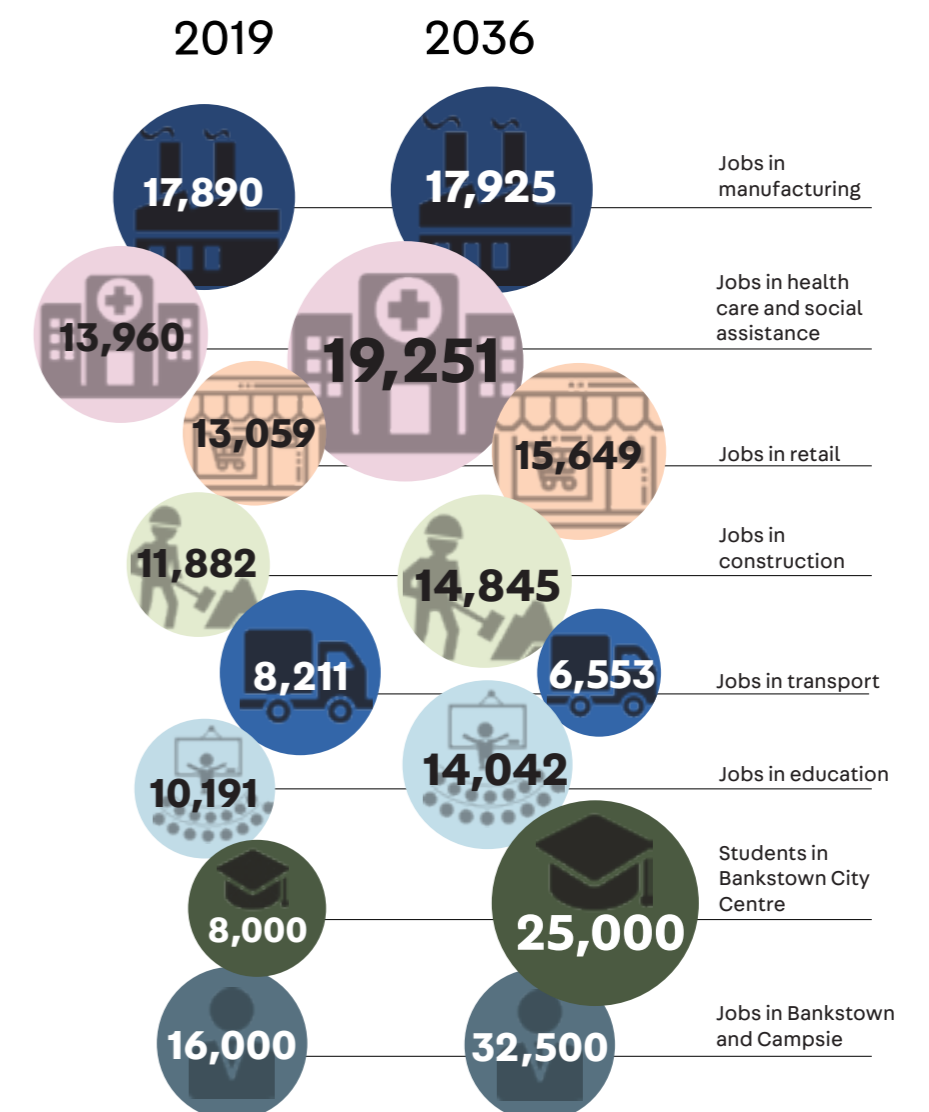 2019 2036
17,890 17,925 Jobs in
manufacturing
13,960 19,251 Jobs in health
care and social
assistance
13,059 15,649 Jobs in retail
11,882 14,845 Jobs in
construction
8,211 6,553 Jobs in transport
10,191 14,042 Jobs in education
8,000 25,000 Students in
Bankstown City
Centre
16,000 32,500 Jobs in Bankstown
and Campsie